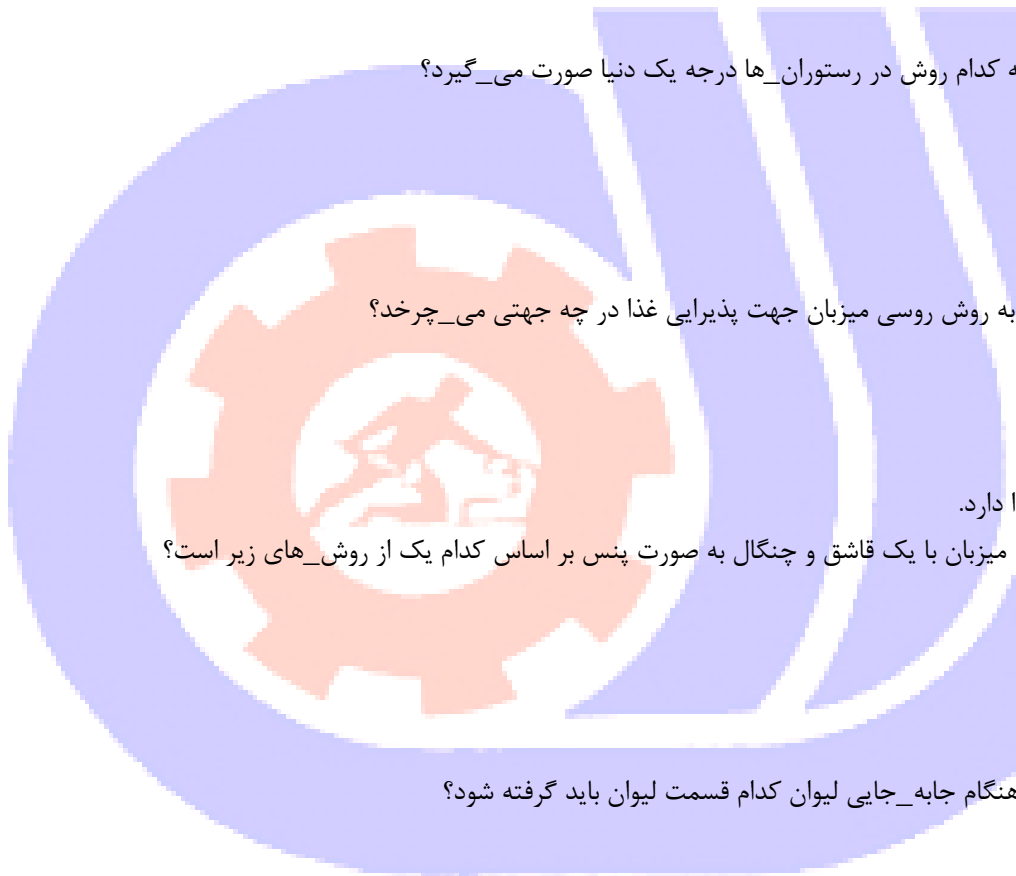 ه کدام روش در رستوران_ها درجه یک دنیا صورت می_گیرد؟
به روش روسی میزبان جهت پذیرایی غذا در چه جهتی می_چرخد؟
ا دارد.
میزبان با یک قاشق و چنگال به صورت پنس بر اساس کدام یک از روش_های زیر است؟
هنگام جابه_جایی لیوان کدام قسمت لیوان باید گرفته شود؟